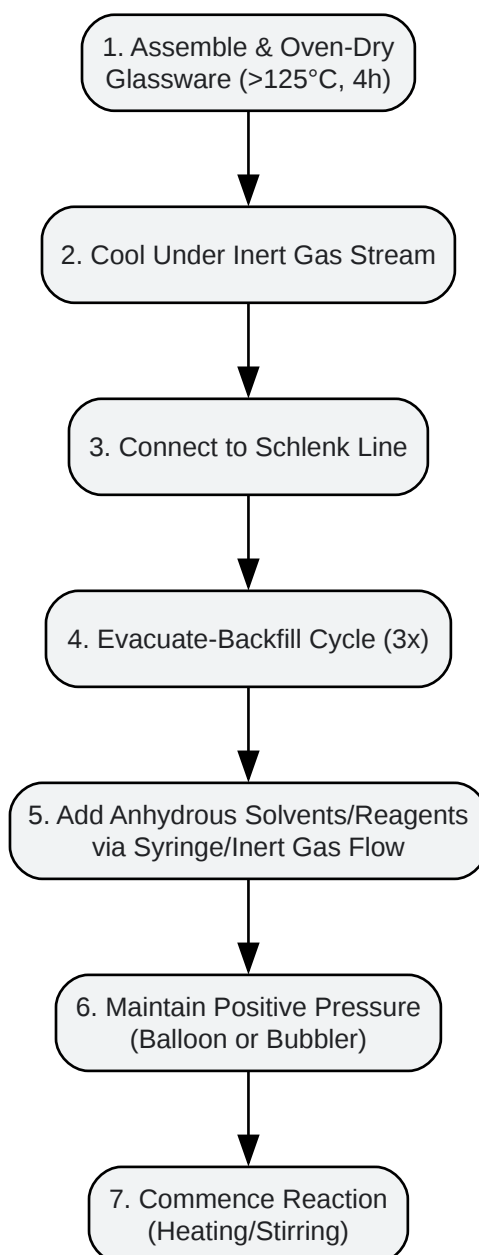 1. Assemble & Oven-Dry
Glassware (>125°C, 4h)
2. Cool Under Inert Gas Stream
3. Connect to Schlenk Line
4. Evacuate-Backfill Cycle (3x)
5. Add Anhydrous Solvents/Reagents
via Syringe/Inert Gas Flow
6. Maintain Positive Pressure
(Balloon or Bubbler)
7. Commence Reaction
(Heating/Stirring)